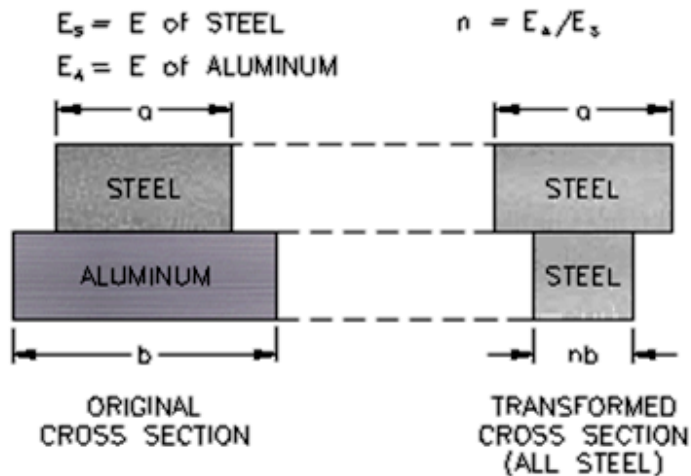 Eₛ = E of STEEL
n = Eₐ/Eₛ
E_A = E of ALUMINUM
a
a
STEEL
STEEL
ALUMINUM
STEEL
b
nb
ORIGINAL
CROSS SECTION
TRANSFORMED
CROSS SECTION
(ALL STEEL)